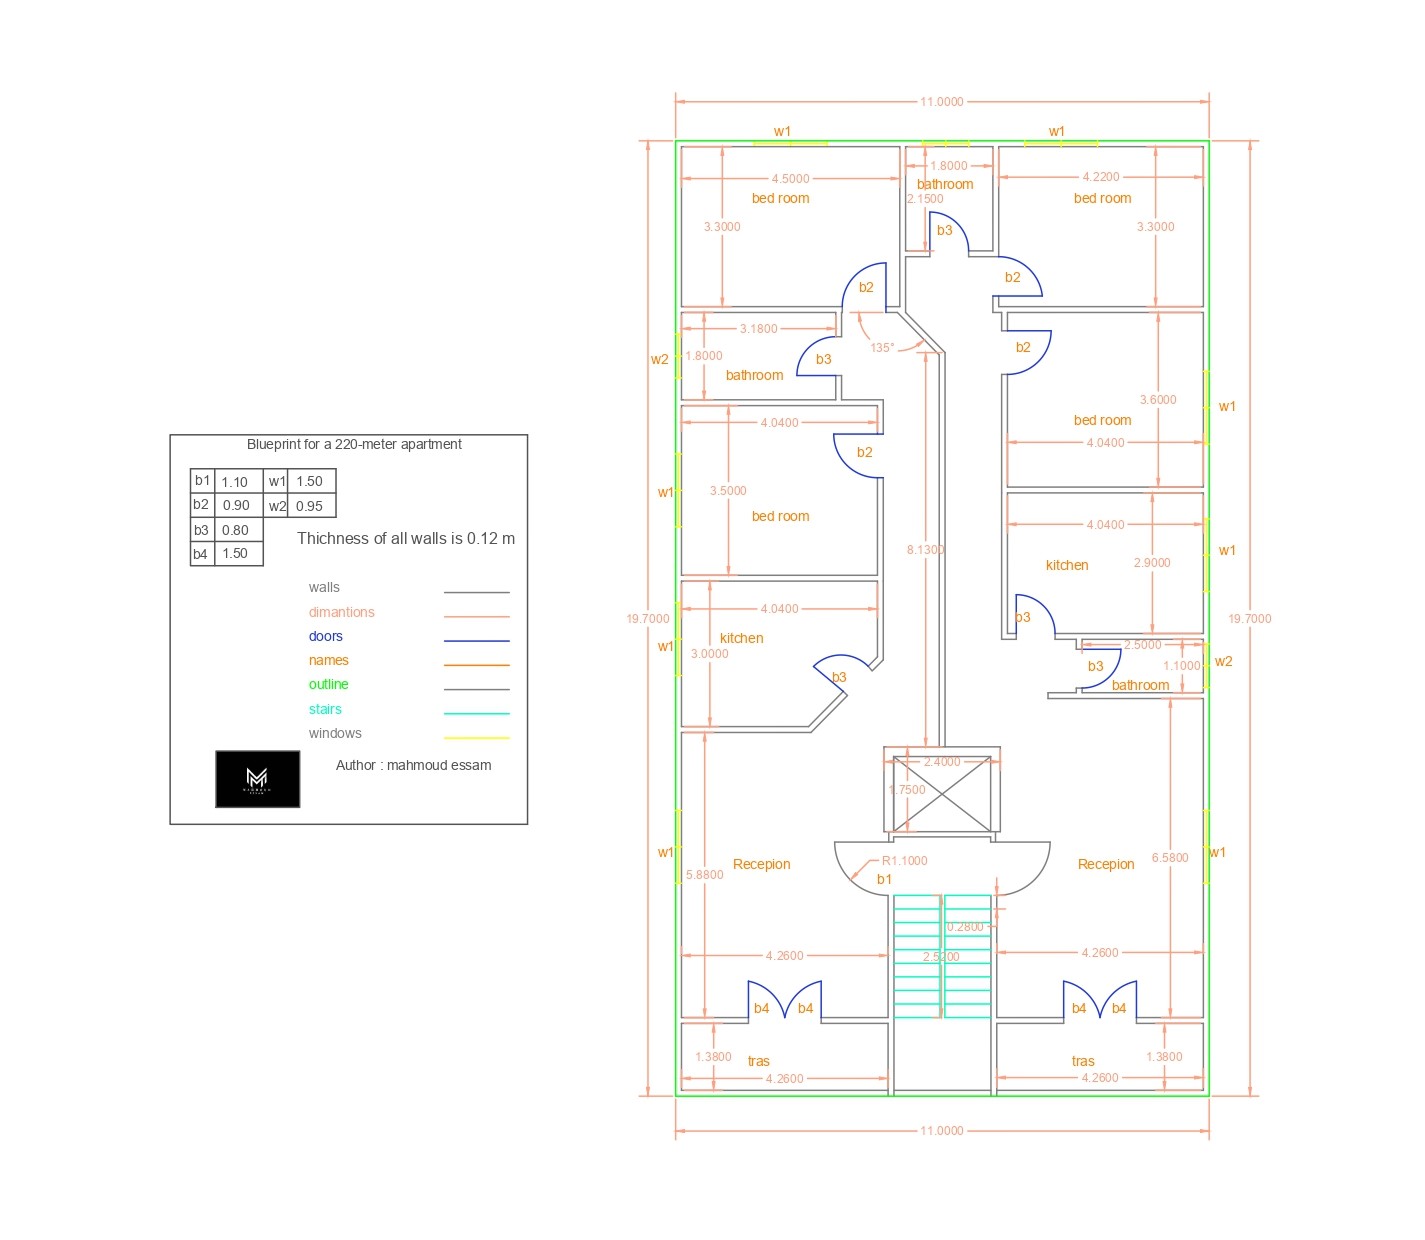 11.0000
w1
w1
1.8000
4.5000
4.2200
bathroom
bed room
2.1500
bed room
3.3000
b3
3.3000
b2
b2
3.1800
135°
b2
w2
1.8000
b3
bathroom
3.6000
w1
4.0400
bed room
4.0400
b2
w1
3.5000
bed room
4.0400
8.1300
w1
kitchen
2.9000
4.0400
b3
19.7000
19.7000
kitchen
w1
3.0000
2.5000
b3
b3
1.1000
w2
bathroom
2.4000
1.7500
w1
Recepion
R1.1000
b1
Recepion
6.5800
w1
5.8800
0.2800
4.2600
2.5200
4.2600
b4
b4
b4
b4
1.3800
tras
4.2600
tras
1.3800
4.2600
11.0000
Blueprint for a 220-meter apartment
b1 1.10 w1 1.50
b2 0.90 w2 0.95
b3 0.80
b4 1.50
Thichness of all walls is 0.12 m
walls
dimantions
doors
names
outline
stairs
windows
Author : mahmoud essam